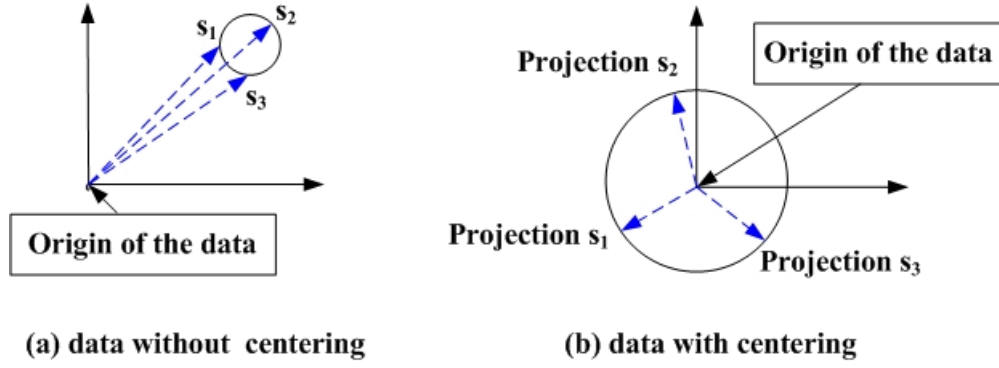 s1
s2
s3
Origin of the data
(a) data without centering
Origin of the data
Projection s2
Projection s1
Projection s3
(b) data with centering